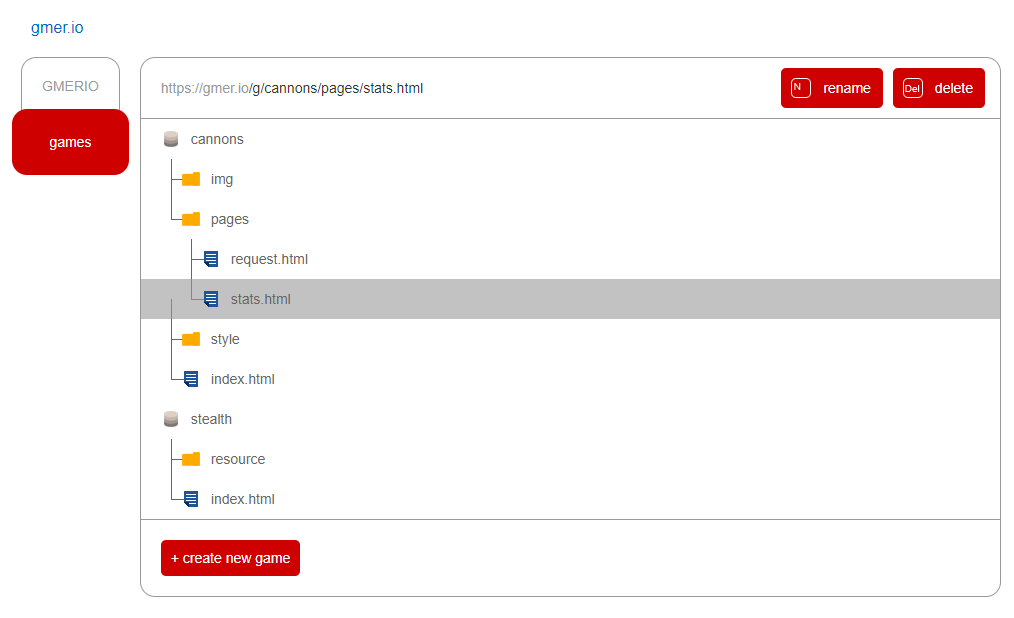 gmer.io
GMERIO
games
https://gmer.io/g/cannons/pages/stats.html
N rename
Del delete
cannons
img
pages
request.html
stats.html
style
index.html
stealth
resource
index.html
+ create new game